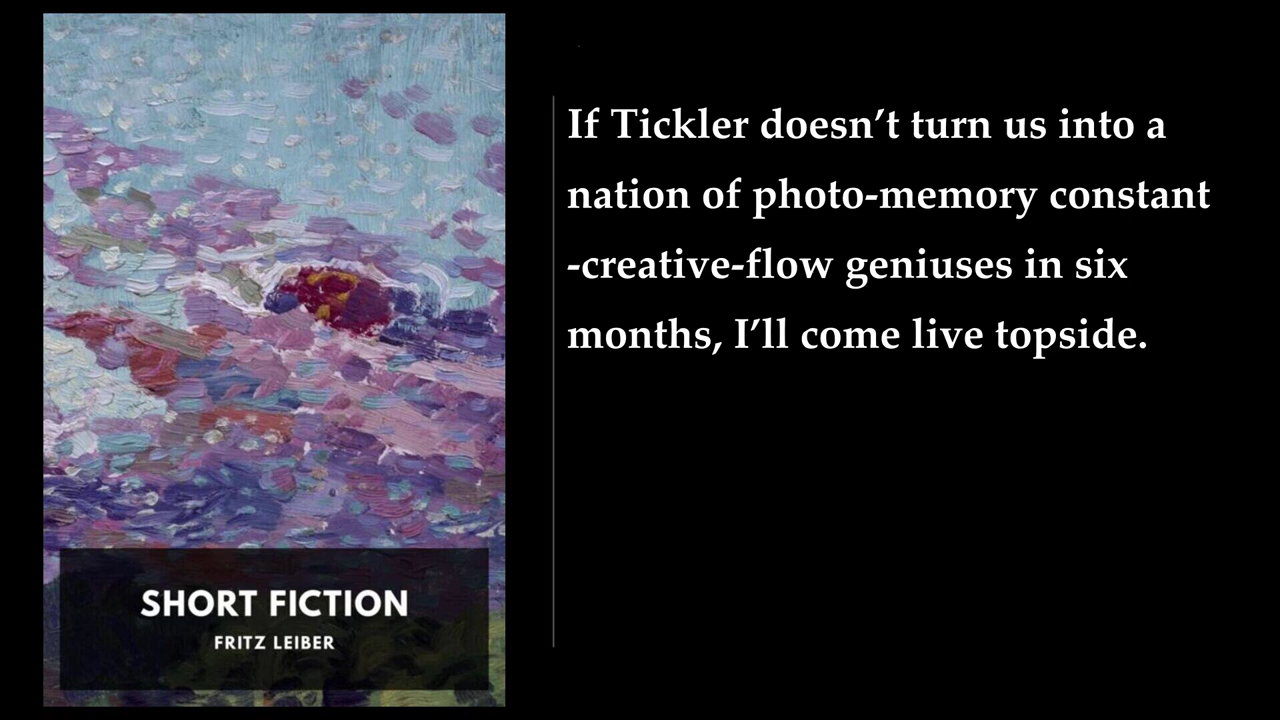 If Tickler doesn’t turn us into a
nation of photo-memory constant
-creative-flow geniuses in six
months, I’ll come live topside.
SHORT FICTION
FRITZ LEIBER